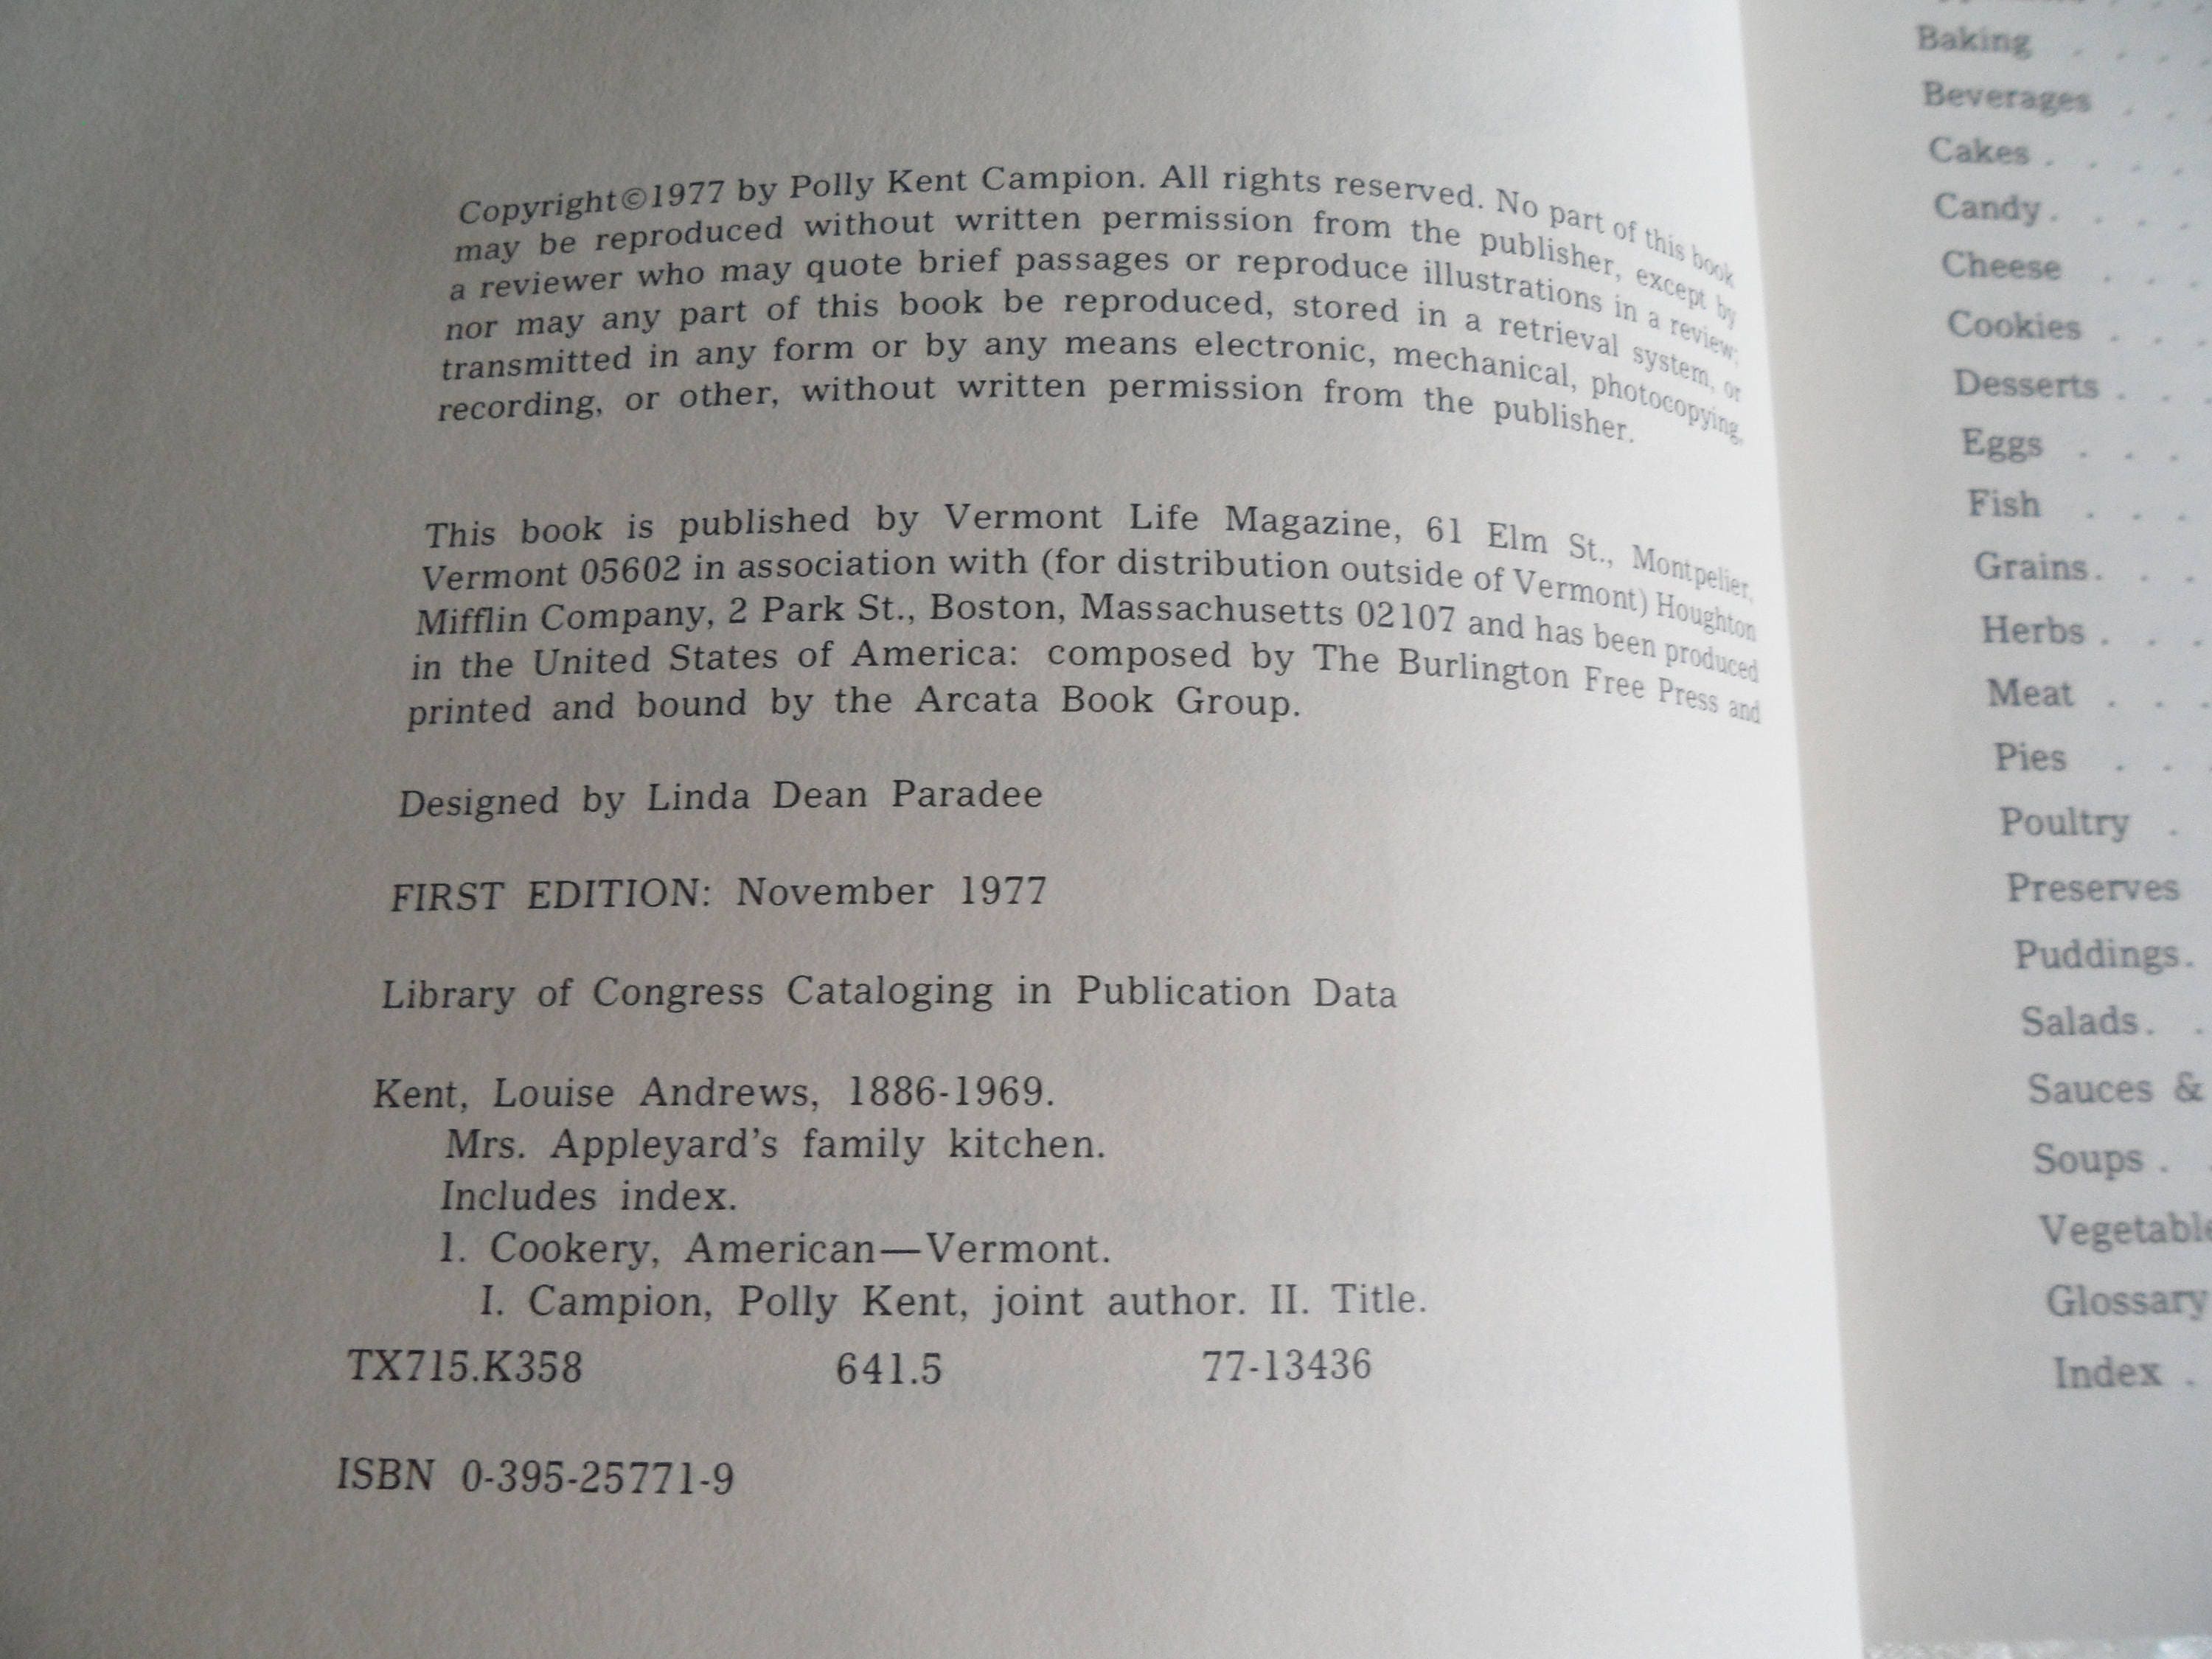 Copyright©1977 by Polly Kent Campion. All rights reserved. No part of this book
may be reproduced without written permission from the publisher, except by
a reviewer who may quote brief passages or reproduce illustrations in a review;
nor may any part of this book be reproduced, stored in a retrieval system, or
transmitted in any form or by any means electronic, mechanical, photocopying,
recording, or other, without written permission from the publisher.
This book is published by Vermont Life Magazine, 61 Elm St., Montpelier,
Vermont 05602 in association with (for distribution outside of Vermont) Houghton
Mifflin Company, 2 Park St., Boston, Massachusetts 02107 and has been produced
in the United States of America: composed by The Burlington Free Press and
printed and bound by the Arcata Book Group.
Designed by Linda Dean Paradee
FIRST EDITION: November 1977
Library of Congress Cataloging in Publication Data
Kent, Louise Andrews, 1886-1969.
Mrs. Appleyard's family kitchen.
Includes index.
1. Cookery, American—Vermont.
I. Campion, Polly Kent, joint author. II. Title.
TX715.K358 641.5 77-13436
ISBN 0-395-25771-9
Baking . . .
Beverages . .
Cakes . . . .
Candy . . . .
Cheese . . .
Cookies . . .
Desserts . . .
Eggs . . .
Fish . . .
Grains. . .
Herbs . . .
Meat . . .
Pies . . .
Poultry .
Preserves
Puddings.
Salads. .
Sauces &
Soups .
Vegetable
Glossary
Index .